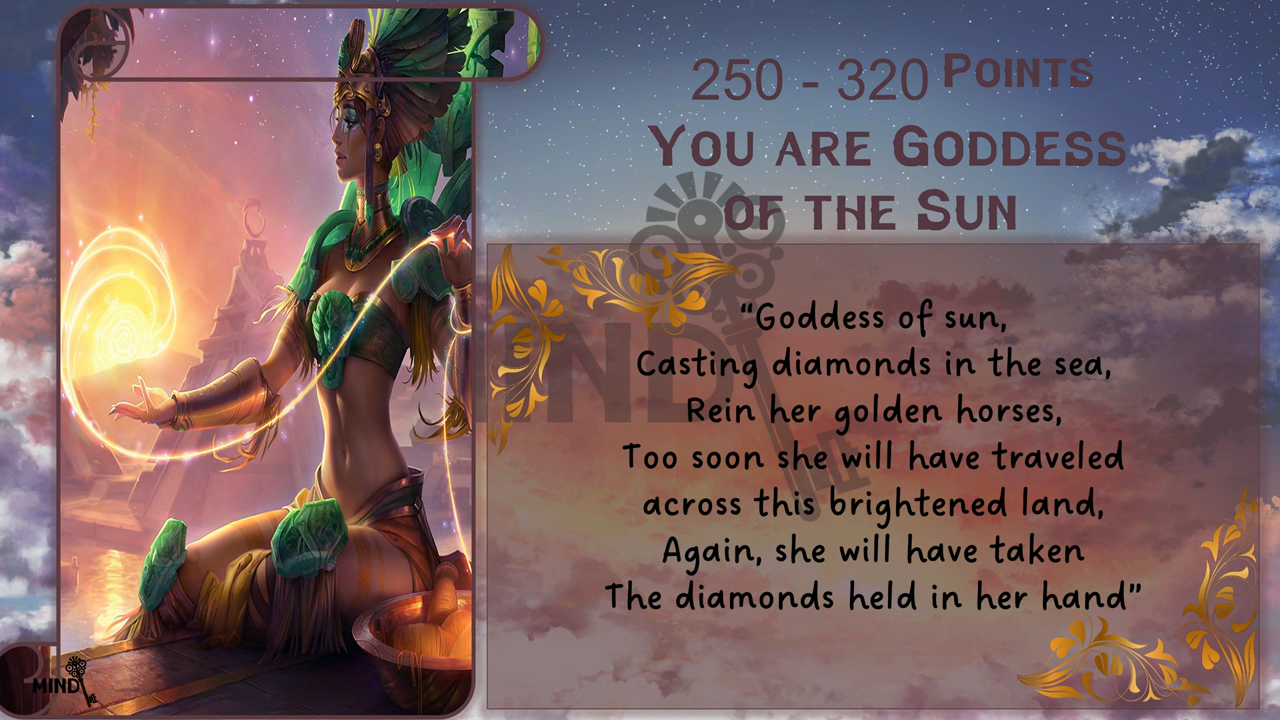 250 - 320 Points
You are Goddess
of the Sun
“Goddess of sun,
Casting diamonds in the sea,
Rein her golden horses,
Too soon she will have traveled
across this brightened land,
Again, she will have taken
The diamonds held in her hand”
MIND
MIND